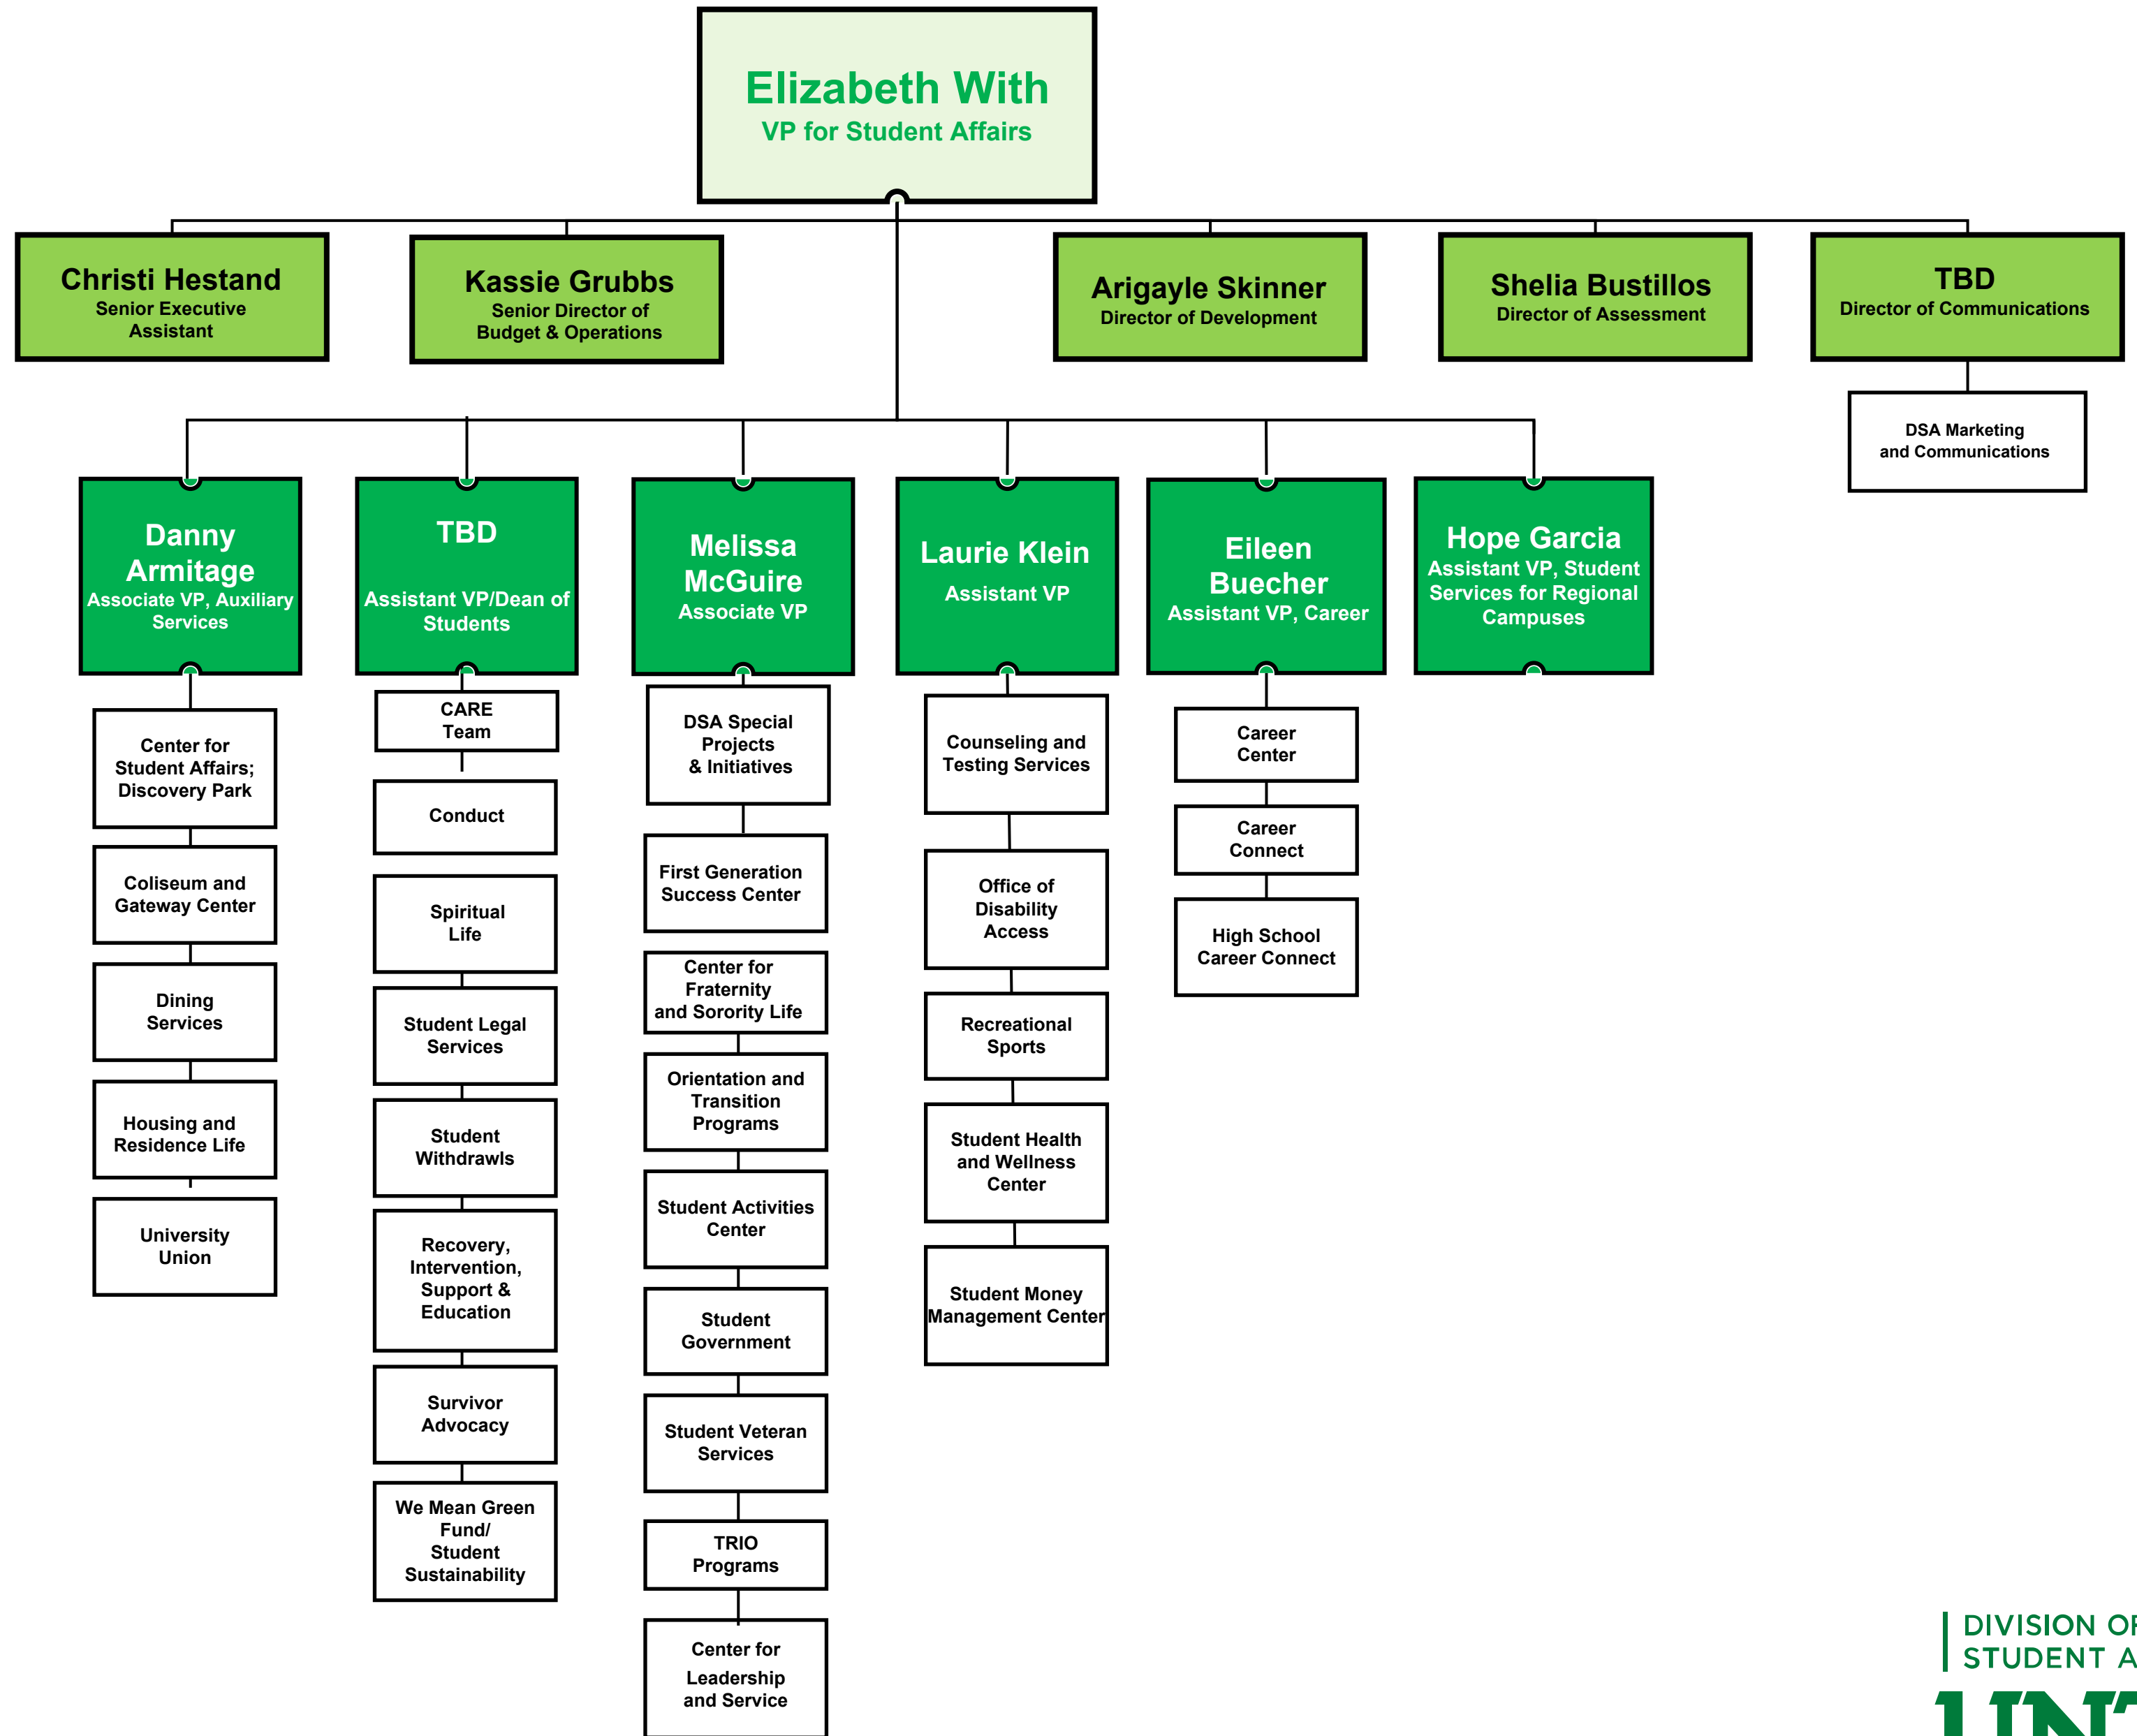 Elizabeth With
VP for Student Affairs
Christi Hestand
Senior Executive
Assistant
Kassie Grubbs
Senior Director of
Budget & Operations
Arigayle Skinner
Director of Development
Shelia Bustillos
Director of Assessment
TBD
Director of Communications
DSA Marketing
and Communications
Danny
Armitage
Associate VP, Auxiliary
Services
TBD
Assistant VP/Dean of
Students
Melissa
McGuire
Associate VP
Laurie Klein
Assistant VP
Eileen
Buecher
Assistant VP, Career
Hope Garcia
Assistant VP, Student
Services for Regional
Campuses
Center for
Student Affairs;
Discovery Park
Coliseum and
Gateway Center
Dining
Services
Housing and
Residence Life
University
Union
CARE
Team
Conduct
Spiritual
Life
Student Legal
Services
Student
Withdrawls
Recovery,
Intervention,
Support &
Education
Survivor
Advocacy
We Mean Green
Fund/
Student
Sustainability
DSA Special
Projects
& Initiatives
First Generation
Success Center
Center for
Fraternity
and Sorority Life
Orientation and
Transition
Programs
Student Activities
Center
Student
Government
Student Veteran
Services
TRIO
Programs
Center for
Leadership
and Service
Counseling and
Testing Services
Office of
Disability
Access
Recreational
Sports
Student Health
and Wellness
Center
Student Money
Management Center
Career
Center
Career
Connect
High School
Career Connect
DIVISION OF
STUDENT A
UNT